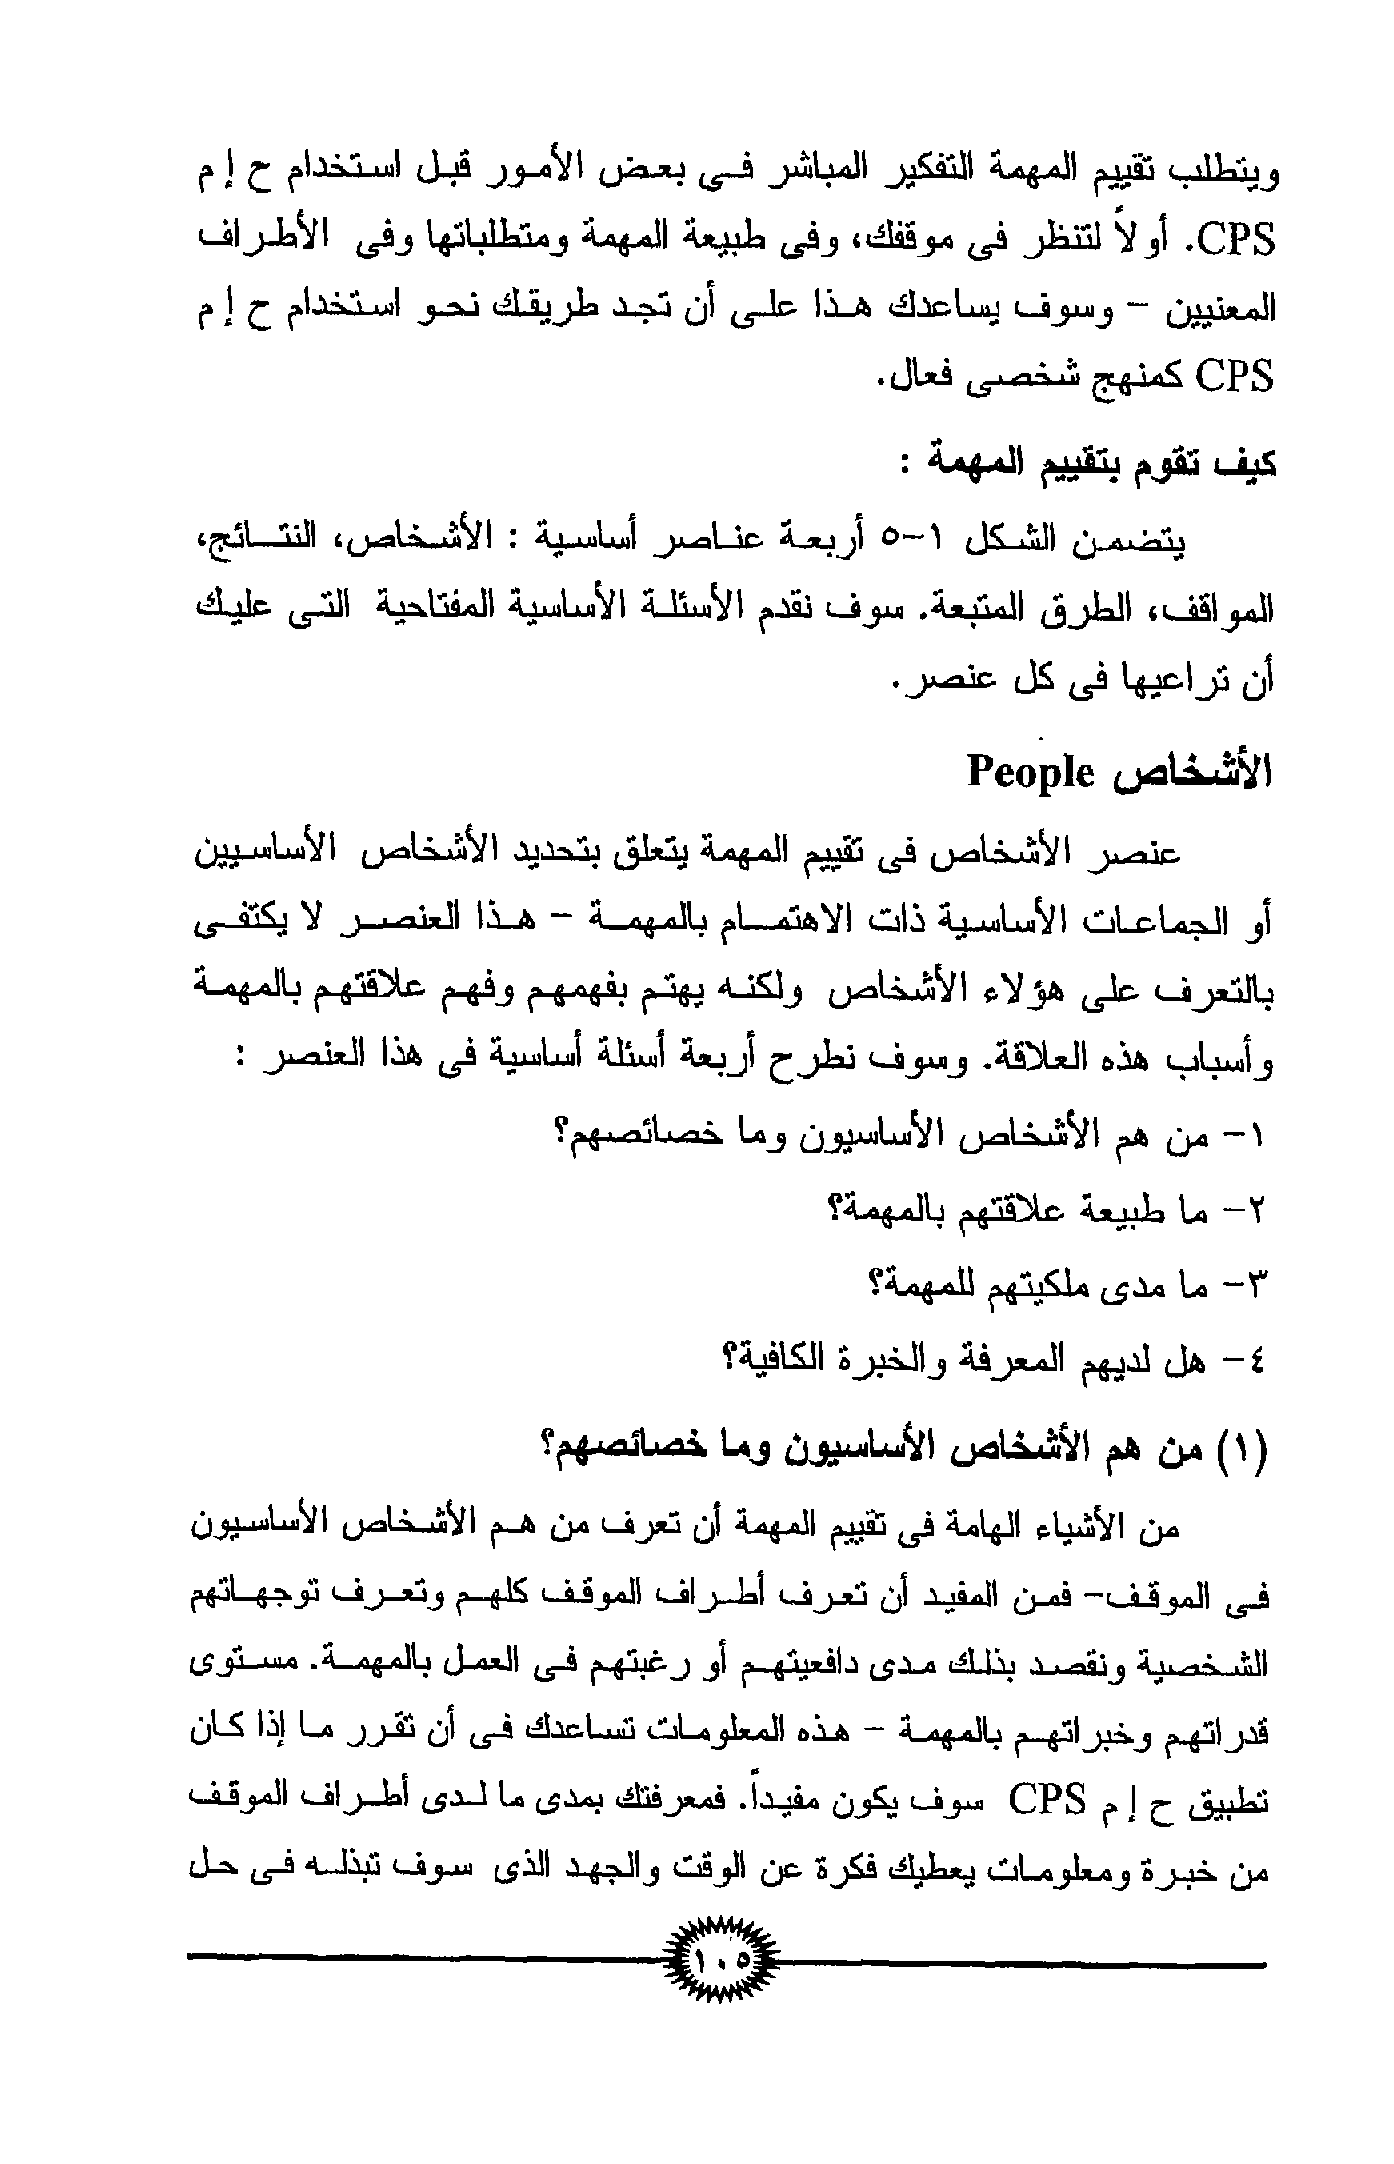 ويتطلب تقييم المهمة التفكير المباشر فى بعض الأمور قبل استخدام ح إ م
CPS. أولاً لتنظر فى موقفك، وفى طبيعة المهمة ومتطلباتها وفى الأطراف
المعنيين - وسوف يساعدك هذا على أن تجد طريقك نحو استخدام ح إ م
CPS كمنهج شخصى فعال.
كيف تقوم بتقييم المهمة :
يتضمن الشكل ١-٥ أربعة عناصر أساسية : الأشخاص، النتائج،
المواقف، الطرق المتبعة. سوف نقدم الأسئلة الأساسية المفتاحية التى عليك
أن تراعيها فى كل عنصر.
الأشخاص People
عنصر الأشخاص فى تقييم المهمة يتعلق بتحديد الأشخاص الأساسيين
أو الجماعات الأساسية ذات الاهتمام بالمهمة - هذا العنصر لا يكتفى
بالتعرف على هؤلاء الأشخاص ولكنه يهتم بفهمهم وفهم علاقتهم بالمهمة
وأسباب هذه العلاقة. وسوف نطرح أربعة أسئلة أساسية فى هذا العنصر :
١- من هم الأشخاص الأساسيون وما خصائصهم؟
٢- ما طبيعة علاقتهم بالمهمة؟
٣- ما مدى ملكيتهم للمهمة؟
٤- هل لديهم المعرفة والخبرة الكافية؟
(١) من هم الأشخاص الأساسيون وما خصائصهم؟
من الأشياء الهامة فى تقييم المهمة أن تعرف من هم الأشخاص الأساسيون
فى الموقف- فمن المفيد أن تعرف أطراف الموقف كلهم وتعرف توجهاتهم
الشخصية ونقصد بذلك مدى دافعيتهم أو رغبتهم فى العمل بالمهمة. مستوى
قدراتهم وخبراتهم بالمهمة - هذه المعلومات تساعدك فى أن تقرر ما إذا كان
تطبيق ح إ م CPS سوف يكون مفيداً. فمعرفتك بمدى ما لدى أطراف الموقف
من خبرة ومعلومات يعطيك فكرة عن الوقت والجهد الذى سوف تبذله فى حل
١٠٥